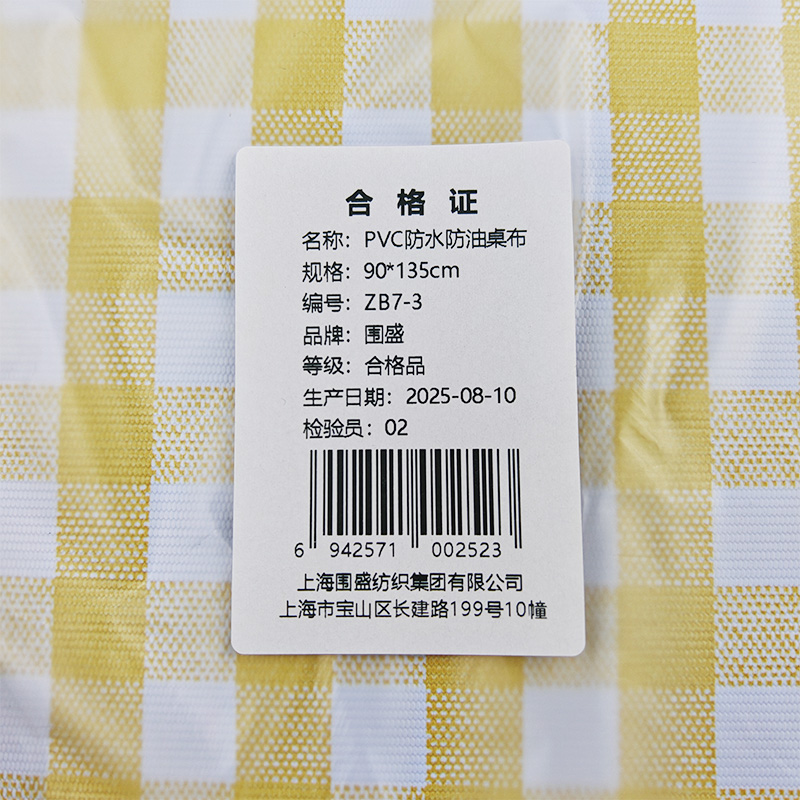 合格证
名称：PVC防水防油桌布
规格：90*135cm
编号：ZB7-3
品牌：围盛
等级：合格品
生产日期：2025-08-10
检验员：02
6 942571 002523
上海围盛纺织集团有限公司
上海市宝山区长建路199号10幢